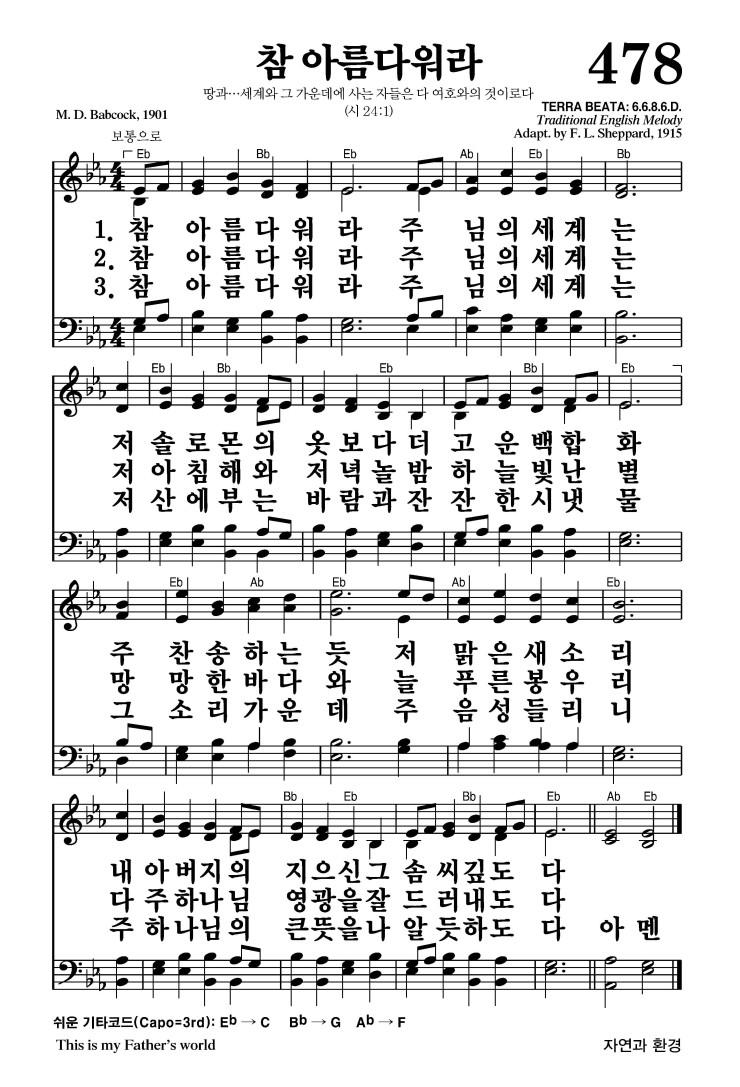 참 아름다워라
478
땅과…세계와 그 가운데에 사는 자들은 다 여호와의 것이로다
(시 24:1)
M. D. Babcock, 1901
TERRA BEATA: 6.6.8.6.D.
Traditional English Melody
Adapt. by F. L. Sheppard, 1915
보통으로
Eb Bb Eb Ab Eb Bb
4 4
1. 참 아 름 다 워 라 주 님 의 세 계 는
2. 참 아 름 다 워 라 주 님 의 세 계 는
3. 참 아 름 다 워 라 주 님 의 세 계 는
4 4
Eb Bb Eb Bb Eb
저 솔 로 몬 의 옷 보 다 더 고 운 백 합 화
저 아 침 해 와 저 녁 놀 밤 하 늘 빛 난 별
저 산 에 부 는 바 람 과 잔 잔 한 시 냇 물
Eb Ab Eb Ab Eb
주 찬 송 하 는 듯 저 맑 은 새 소 리
망 망 한 바 다 와 늘 푸 른 봉 우 리
그 소 리 가 운 데 주 음 성 들 리 니
Bb Eb Bb Eb Ab Eb
내 아 버 지 의 지 으 신 그 솜 씨 깊 도 다
다 주 하 나 님 영 광 을 잘 드 러 내 도 다
주 하 나 님 의 큰 뜻 을 나 알 듯 하 도 다 아 멘
쉬운 기타코드(Capo=3rd): Eb → C Bb → G Ab → F
This is my Father's world
자연과 환경